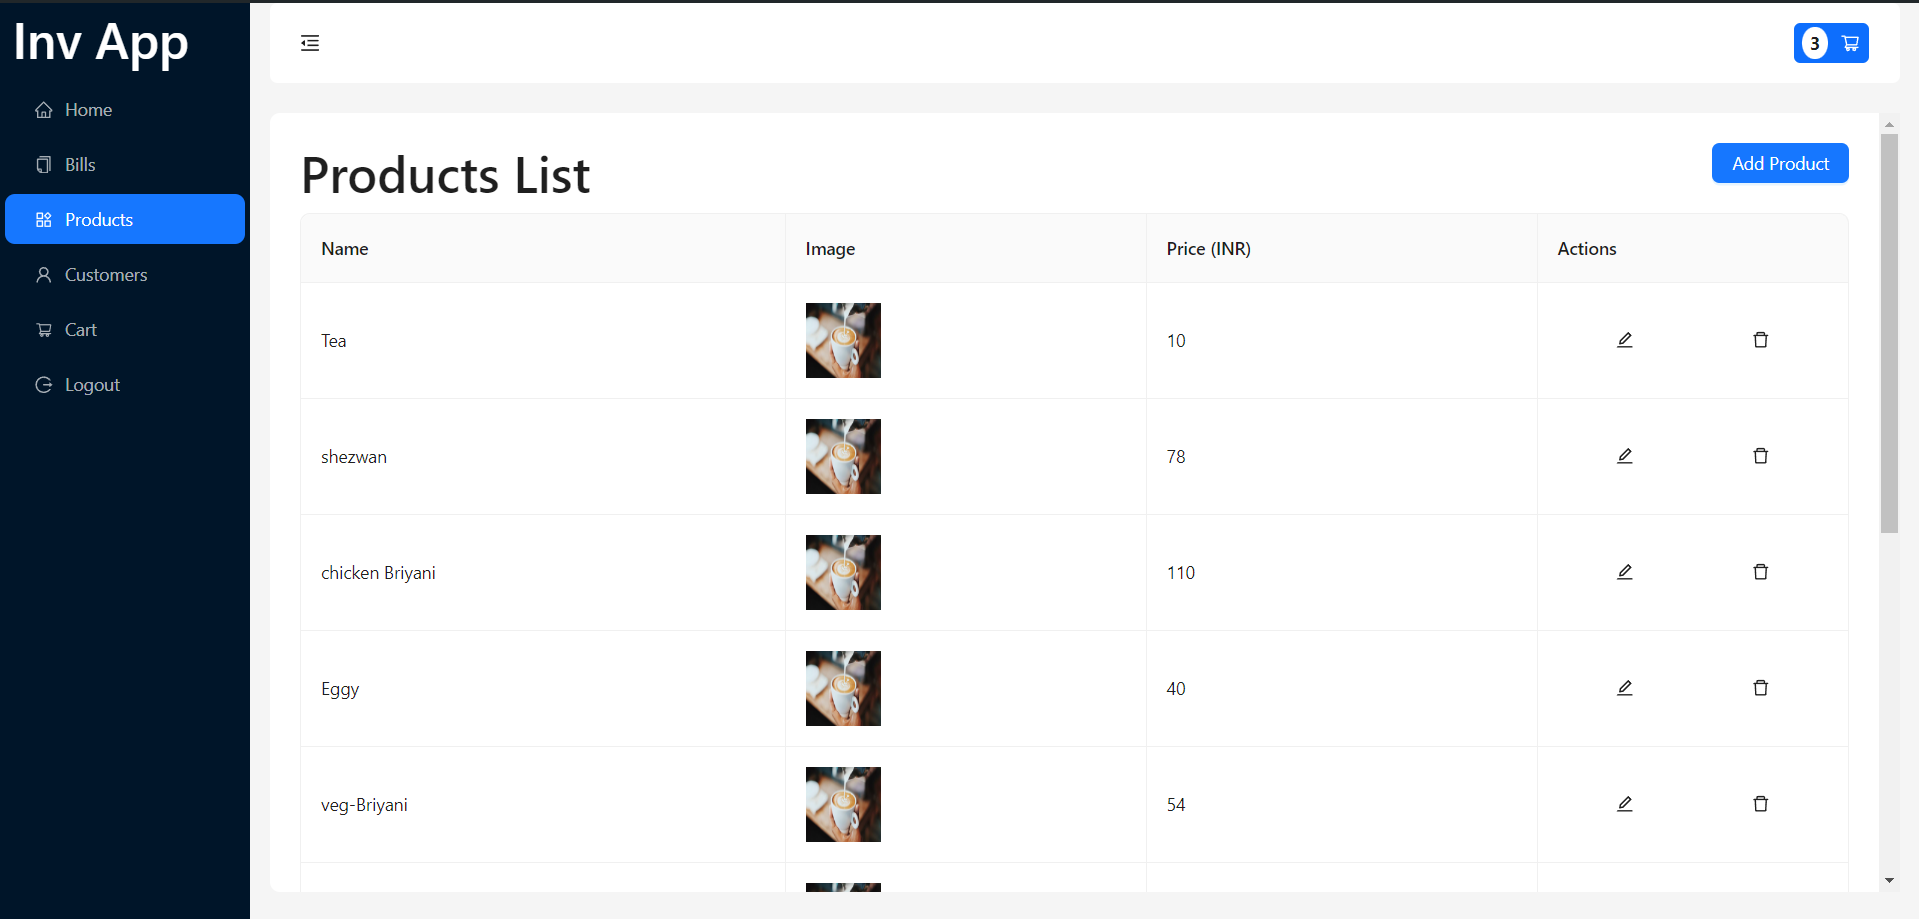 Inv App
Home
Bills
Products
Customers
Cart
Logout
3
Products List
Add Product
Name Image Price (INR) Actions
Tea 10
shezwan 78
chicken Briyani 110
Eggy 40
veg-Briyani 54